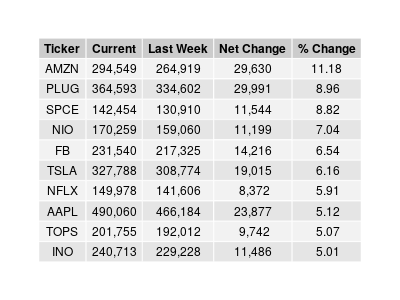 Ticker Current Last Week Net Change % Change
AMZN 294,549 264,919 29,630 11.18
PLUG 364,593 334,602 29,991 8.96
SPCE 142,454 130,910 11,544 8.82
NIO 170,259 159,060 11,199 7.04
FB 231,540 217,325 14,216 6.54
TSLA 327,788 308,774 19,015 6.16
NFLX 149,978 141,606 8,372 5.91
AAPL 490,060 466,184 23,877 5.12
TOPS 201,755 192,012 9,742 5.07
INO 240,713 229,228 11,486 5.01